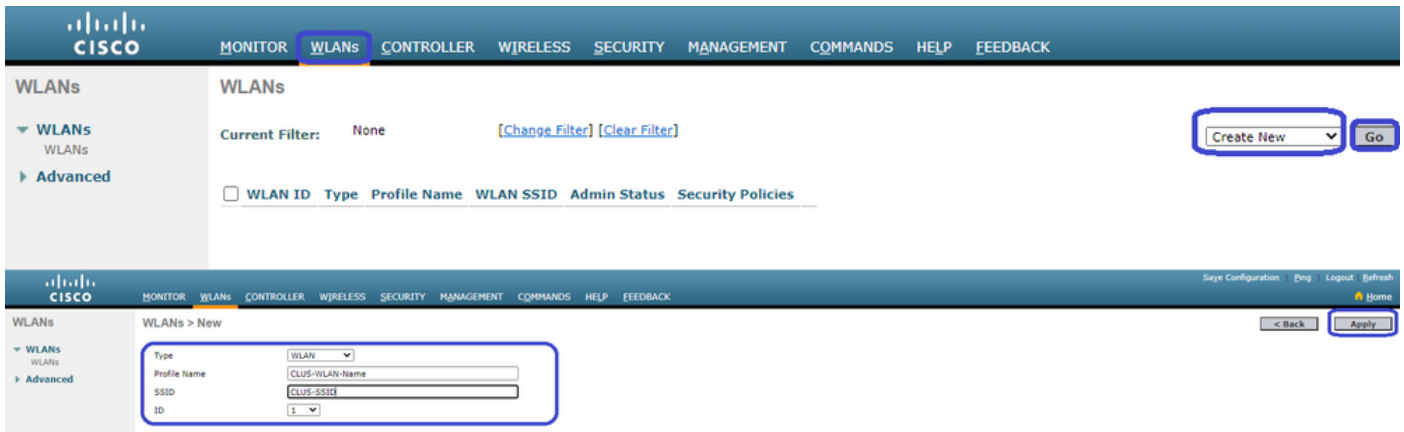 CISCO
MONITOR WLANs CONTROLLER WIRELESS SECURITY MANAGEMENT COMMANDS HELP FEEDBACK
WLANs
WLANs
WLANs
WLANs
Advanced
Current Filter: None [Change Filter] [Clear Filter]
Create New Go
WLAN ID Type Profile Name WLAN SSID Admin Status Security Policies
Save Configuration Ping Logout Refresh
CISCO
MONITOR WLANs CONTROLLER WIRELESS SECURITY MANAGEMENT COMMANDS HELP FEEDBACK
Home
WLANs
WLANs
WLANs
Advanced
WLANs > New
< Back Apply
Type WLAN
Profile Name CLUS-WLAN-Name
SSID CLUS-SSID
ID 1